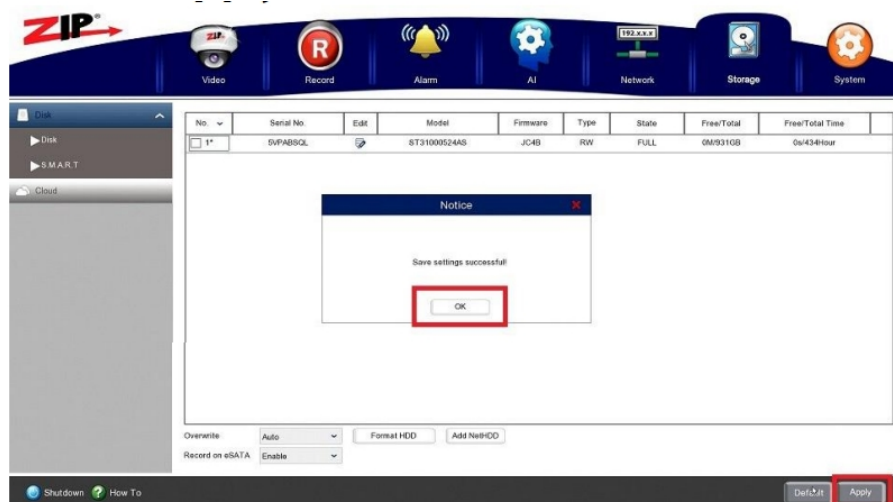 ZIP
ZIP
192.x.x.x
R
Video Record Alarm AI Network Storage System
Disk
Disk
S.M.A.R.T
Cloud
No. Serial No. Edit Model Firmware Type State Free/Total Free/Total Time
1* 5VPABSQL ST31000524AS JC4B RW FULL 0M/931GB 0s/434Hour
Notice
Save settings successful!
OK
Overwrite Auto Format HDD Add NetHDD
Record on eSATA Enable
Shutdown How To Default Apply